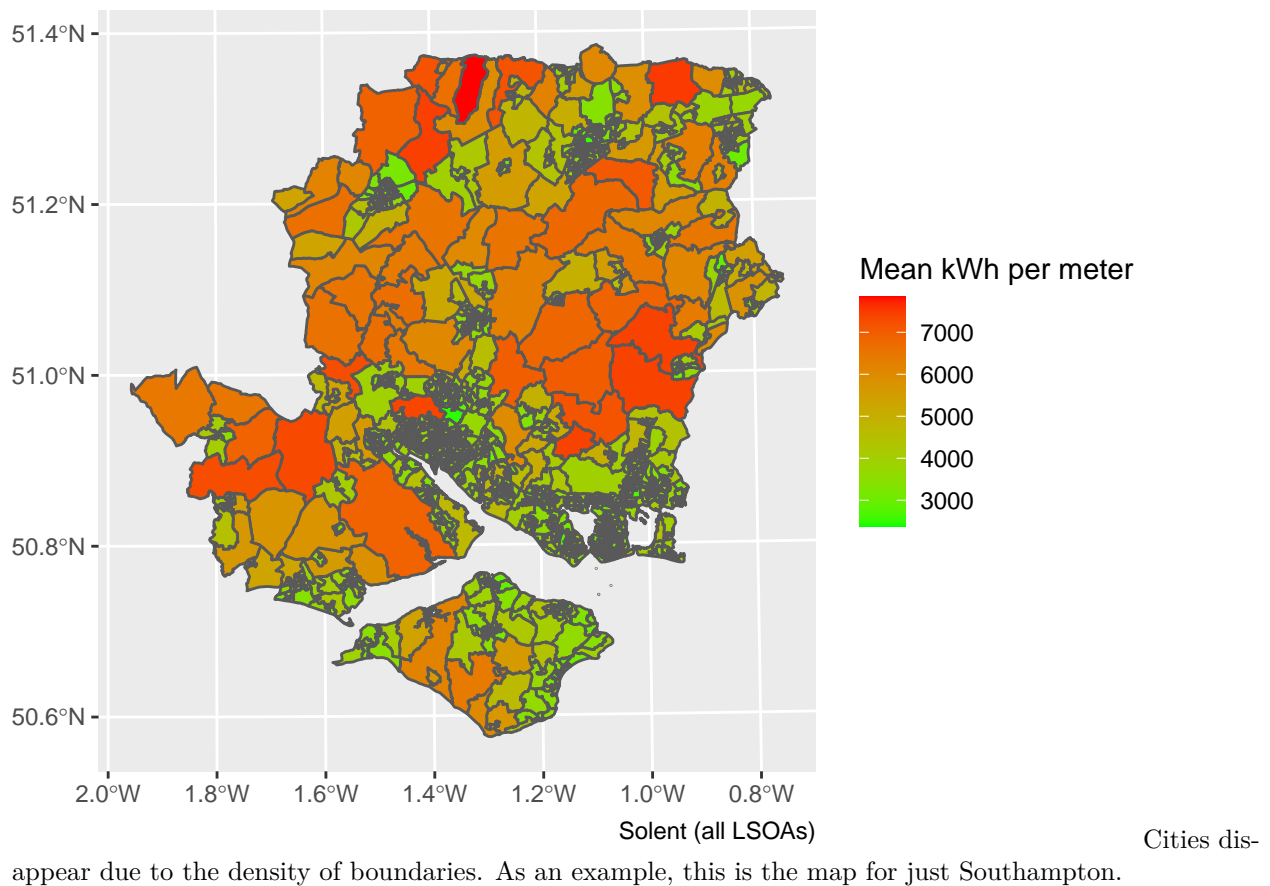 51.4°N
51.2°N
51.0°N
50.8°N
50.6°N
2.0°W 1.8°W 1.6°W 1.4°W 1.2°W 1.0°W 0.8°W
Solent (all LSOAs)
Mean kWh per meter
7000
6000
5000
4000
3000
Cities dis-
appear due to the density of boundaries. As an example, this is the map for just Southampton.